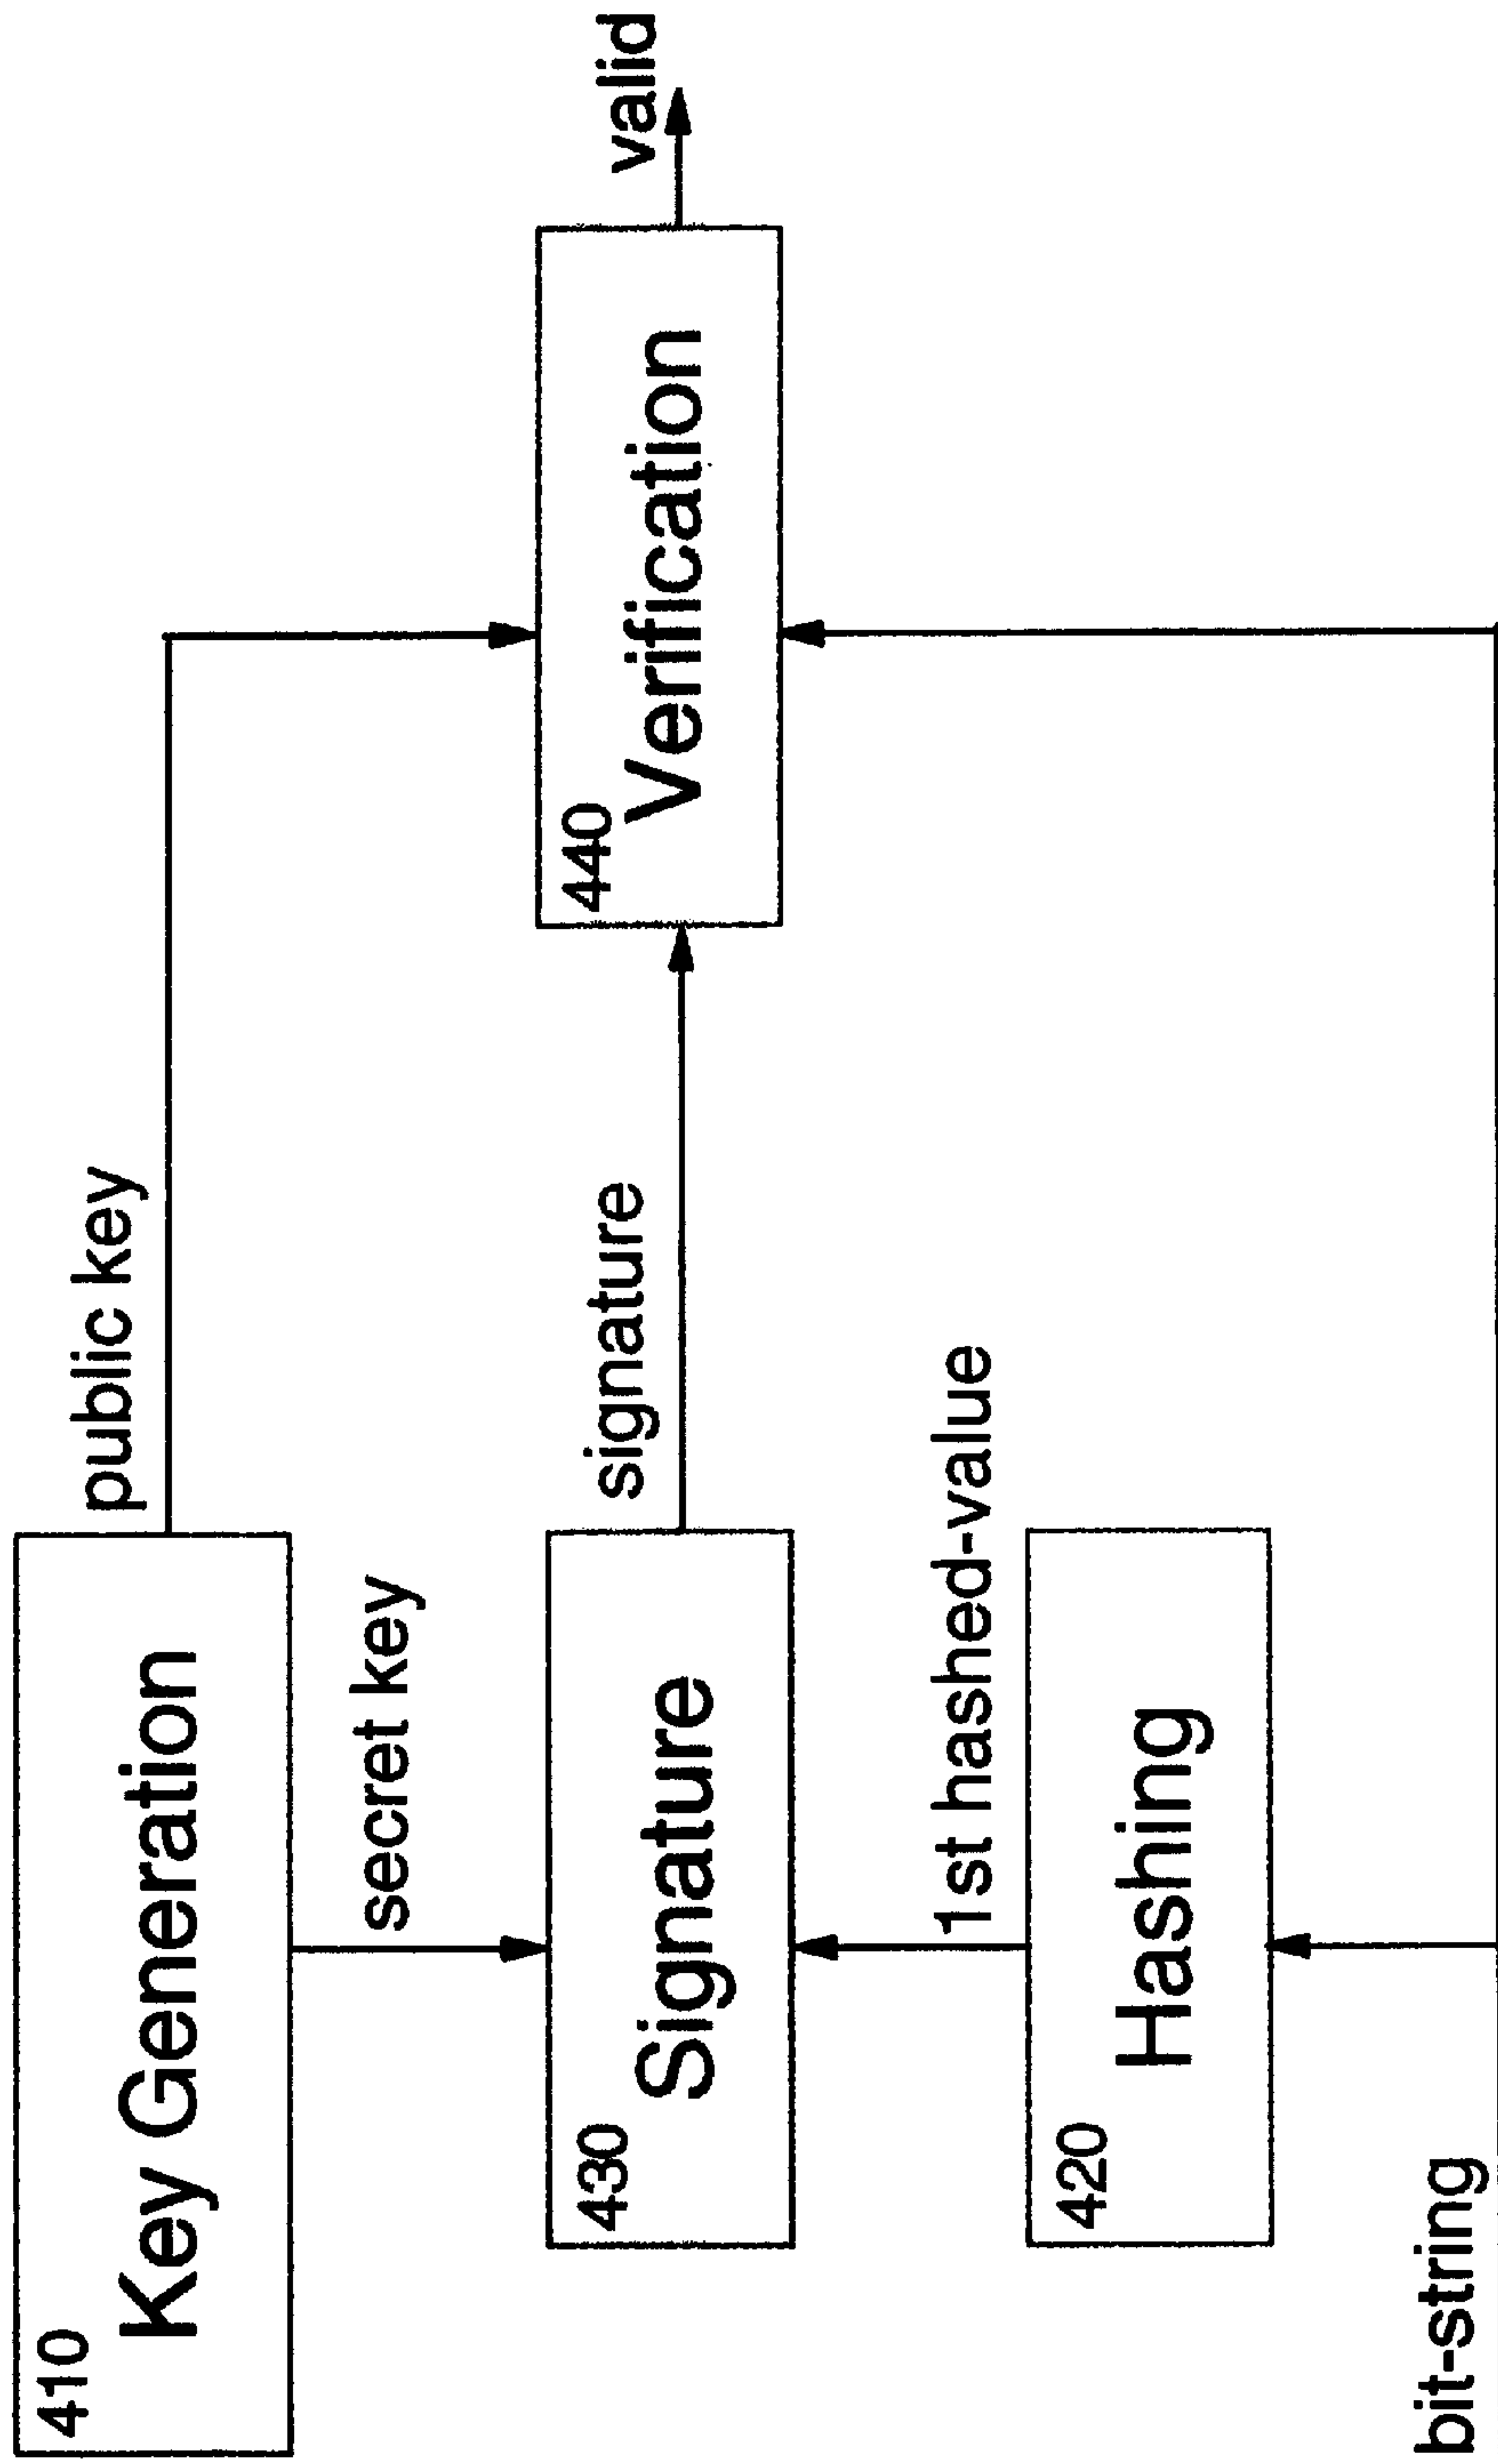 410
Key Generation
public key
secret key
430
Signature
signature
440
Verification
valid
1st hashed-value
420
Hashing
bit-string